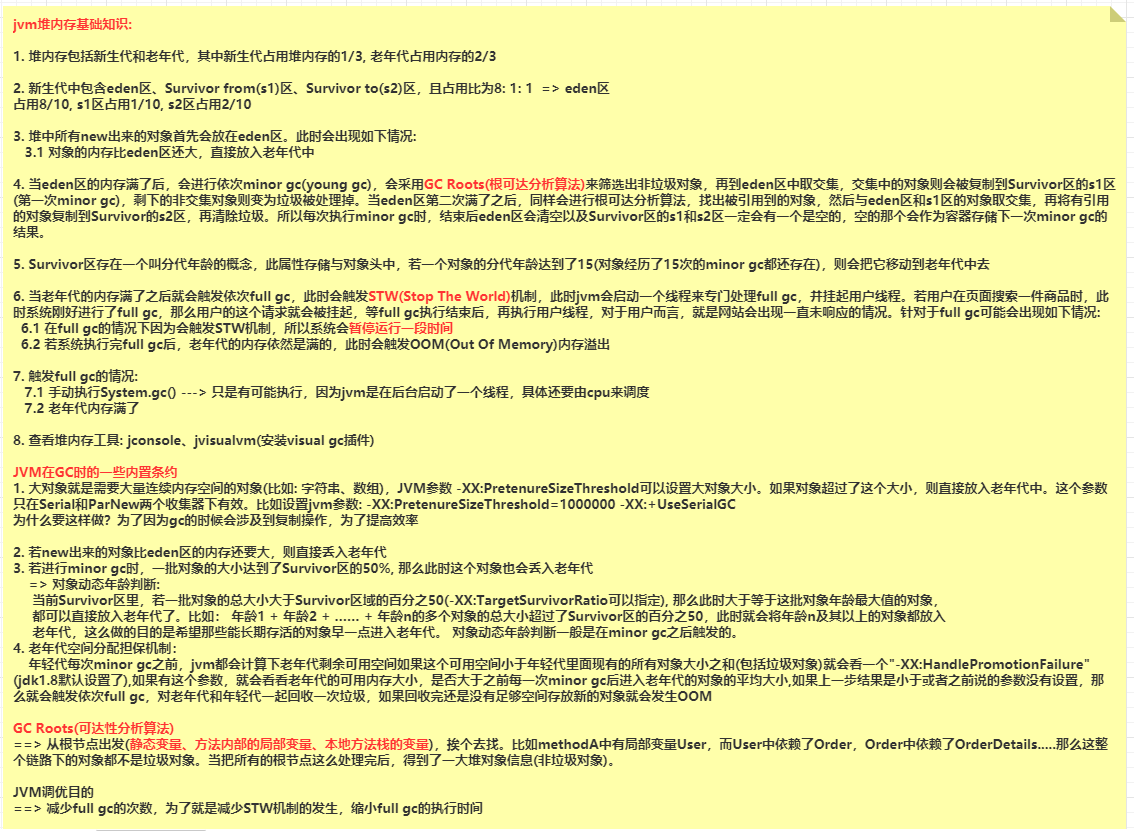 jvm堆内存基础知识:
1. 堆内存包括新生代和老年代，其中新生代占用堆内存的1/3, 老年代占用内存的2/3
2. 新生代中包含eden区、Survivor from(s1)区、Survivor to(s2)区，且占用比为8: 1: 1  => eden区
占用8/10, s1区占用1/10, s2区占用2/10
3. 堆中所有new出来的对象首先会放在eden区。此时会出现如下情况:
3.1 对象的内存比eden区还大，直接放入老年代中
4. 当eden区的内存满了后，会进行依次minor gc(young gc)，会采用GC Roots(根可达分析算法)来筛选出非垃圾对象，再到eden区中取交集，交集中的对象则会被复制到Survivor区的s1区
(第一次minor gc)，剩下的非交集对象则变为垃圾被处理掉。当eden区第二次满了之后，同样会进行根可达分析算法，找出被引用到的对象，然后与eden区和s1区的对象取交集，再将有引用
的对象复制到Survivor的s2区，再清除垃圾。所以每次执行minor gc时，结束后eden区会清空以及Survivor区的s1和s2区一定会有一个是空的，空的那个会作为容器存储下一次minor gc的
结果。
5. Survivor区存在一个叫分代年龄的概念，此属性存储与对象头中，若一个对象的分代年龄达到了15(对象经历了15次的minor gc都还存在)，则会把它移动到老年代中去
6. 当老年代的内存满了之后就会触发依次full gc，此时会触发STW(Stop The World)机制，此时jvm会启动一个线程来专门处理full gc，并挂起用户线程。若用户在页面搜索一件商品时，此
时系统刚好进行了full gc，那么用户的这个请求就会被挂起，等full gc执行结束后，再执行用户线程，对于用户而言，就是网站会出现一直未响应的情况。针对于full gc可能会出现如下情况:
6.1 在full gc的情况下因为会触发STW机制，所以系统会暂停运行一段时间
6.2 若系统执行完full gc后，老年代的内存依然是满的，此时会触发OOM(Out Of Memory)内存溢出
7. 触发full gc的情况:
7.1 手动执行System.gc() ---> 只是有可能执行，因为jvm是在后台启动了一个线程，具体还要由cpu来调度
7.2 老年代内存满了
8. 查看堆内存工具: jconsole、jvisualvm(安装visual gc插件)
JVM在GC时的一些内置条约
1. 大对象就是需要大量连续内存空间的对象(比如: 字符串、数组)，JVM参数 -XX:PretenureSizeThreshold可以设置大对象大小。如果对象超过了这个大小，则直接放入老年代中。这个参数
只在Serial和ParNew两个收集器下有效。比如设置jvm参数: -XX:PretenureSizeThreshold=1000000 -XX:+UseSerialGC
为什么要这样做？为了因为gc的时候会涉及到复制操作，为了提高效率
2. 若new出来的对象比eden区的内存还要大，则直接丢入老年代
3. 若进行minor gc时，一批对象的大小达到了Survivor区的50%, 那么此时这个对象也会丢入老年代
=> 对象动态年龄判断:
当前Survivor区里，若一批对象的总大小大于Survivor区域的百分之50(-XX:TargetSurvivorRatio可以指定), 那么此时大于等于这批对象年龄最大值的对象，
都可以直接放入老年代了。比如:  年龄1 + 年龄2 + ...... + 年龄n的多个对象的总大小超过了Survivor区的百分之50，此时就会将年龄n及其以上的对象都放入
老年代，这么做的目的是希望那些能长期存活的对象早一点进入老年代。 对象动态年龄判断一般是在minor gc之后触发的。
4. 老年代空间分配担保机制：
年轻代每次minor gc之前，jvm都会计算下老年代剩余可用空间如果这个可用空间小于年轻代里面现有的所有对象大小之和(包括垃圾对象)就会看一个"-XX:HandlePromotionFailure"
(jdk1.8默认设置了),如果有这个参数，就会看看老年代的可用内存大小，是否大于之前每一次minor gc后进入老年代的对象的平均大小,如果上一步结果是小于或者之前说的参数没有设置，那
么就会触发依次full gc，对老年代和年轻代一起回收一次垃圾，如果回收完还是没有足够空间存放新的对象就会发生OOM
GC Roots(可达性分析算法)
==> 从根节点出发(静态变量、方法内部的局部变量、本地方法栈的变量)，挨个去找。比如methodA中有局部变量User，而User中依赖了Order，Order中依赖了OrderDetails.....那么这整
个链路下的对象都不是垃圾对象。当把所有的根节点这么处理完后，得到了一大堆对象信息(非垃圾对象)。
JVM调优目的
==> 减少full gc的次数，为了就是减少STW机制的发生，缩小full gc的执行时间